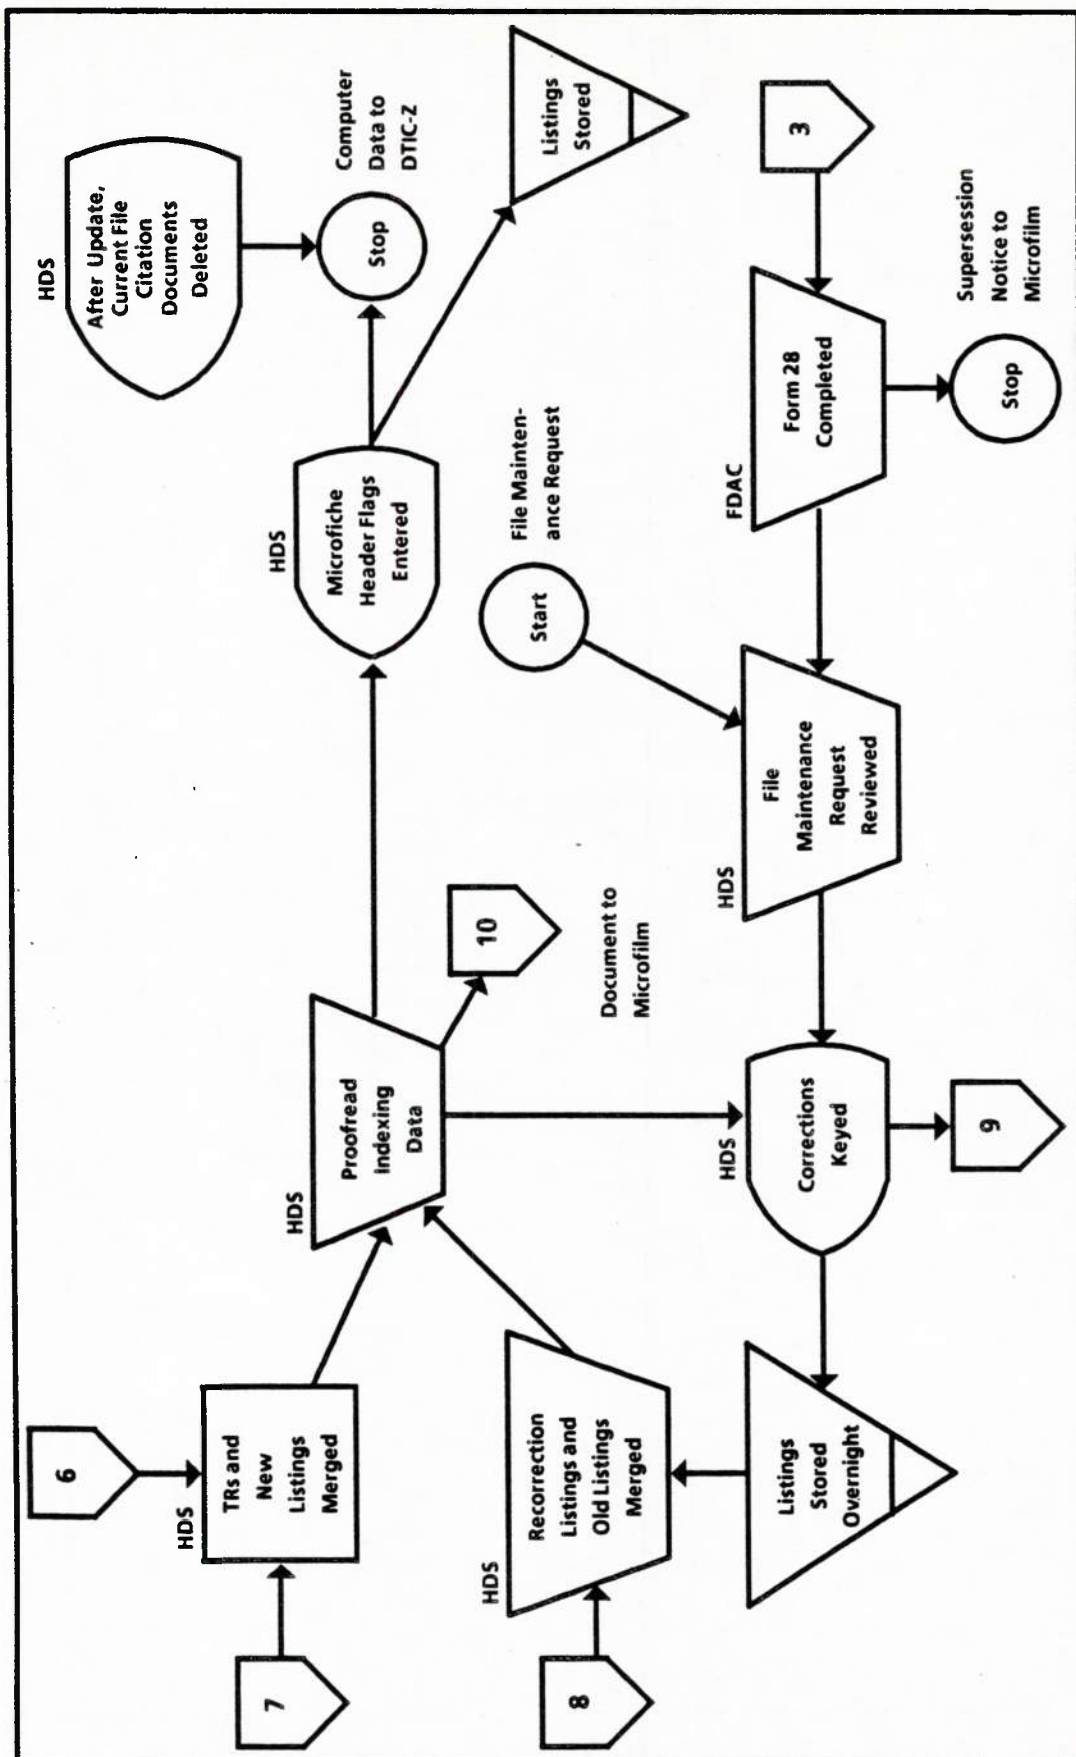 6
HDS
TRs and
New
Listings
Merged
7
HDS
Proofread
Indexing
Data
10
Document to
Microfilm
HDS
Microfiche
Header Flags
Entered
HDS
After Update,
Current File
Citation
Documents
Deleted
Stop
Computer
Data to
DTIC-Z
Listings
Stored
8
HDS
Recorrection
Listings and
Old Listings
Merged
Listings
Stored
Overnight
HDS
Corrections
Keyed
9
HDS
File
Maintenance
Request
Reviewed
Start
File Mainten-
ance Request
FDAC
Form 28
Completed
3
Stop
Supersession
Notice to
Microfilm